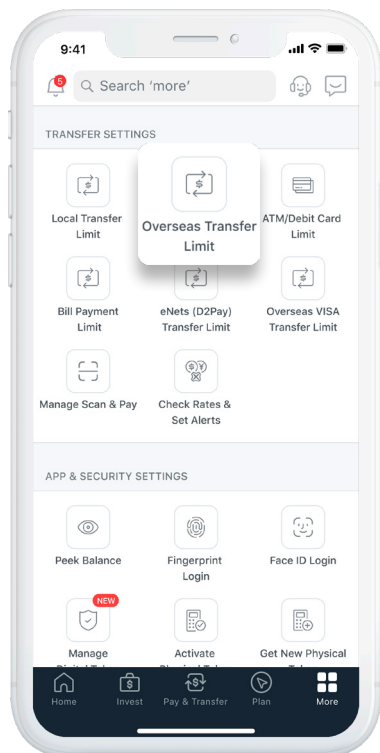 9:41
5
Search ‘more’
TRANSFER SETTINGS
Local Transfer
Limit
Overseas Transfer
Limit
ATM/Debit Card
Limit
Bill Payment
Limit
eNets (D2Pay)
Transfer Limit
Overseas VISA
Transfer Limit
Manage Scan & Pay
Check Rates &
Set Alerts
APP & SECURITY SETTINGS
Peek Balance
Fingerprint
Login
Face ID Login
NEW
Manage
Activate
Get New Physical
Home
Invest
Pay & Transfer
Plan
More